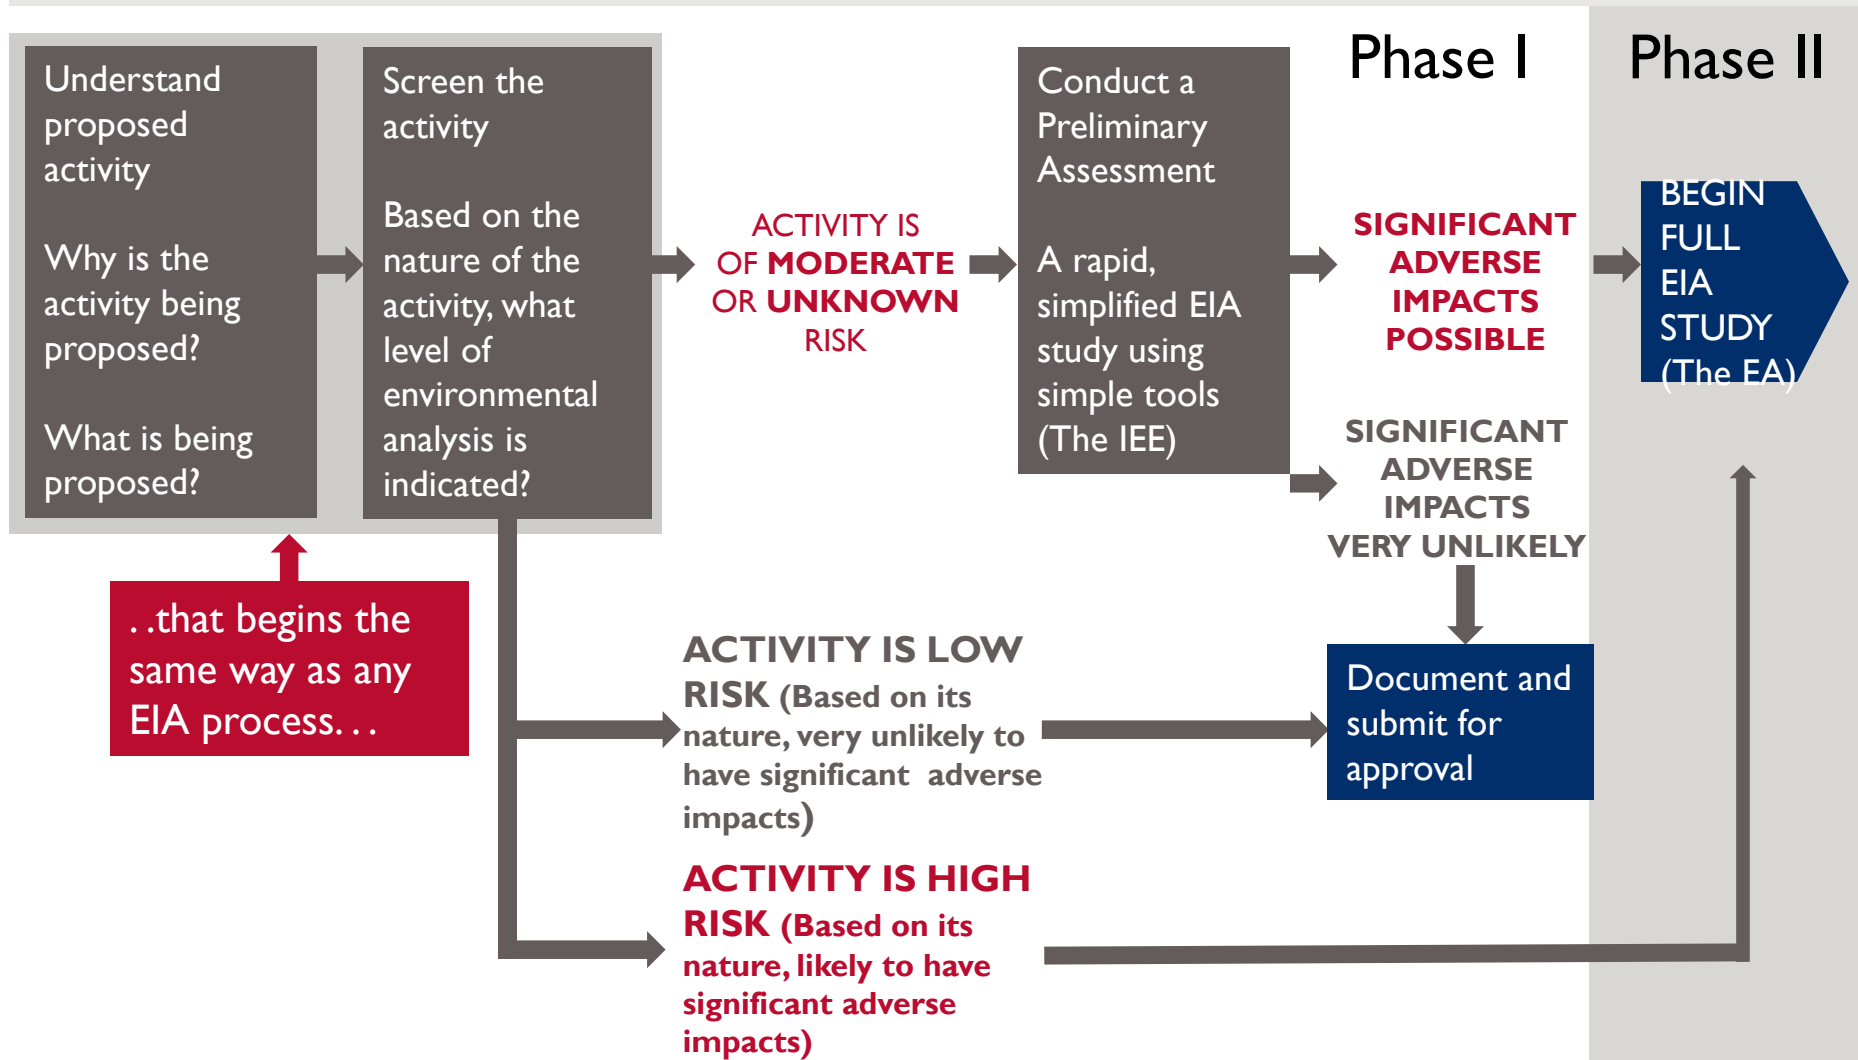 Understand
proposed
activity
Why is the
activity being
proposed?
What is being
proposed?
Screen the
activity
Based on the
nature of the
activity, what
level of
environmental
analysis is
indicated?
ACTIVITY IS
OF MODERATE
OR UNKNOWN
RISK
Conduct a
Preliminary
Assessment
A rapid,
simplified EIA
study using
simple tools
(The IEE)
Phase I
SIGNIFICANT
ADVERSE
IMPACTS
POSSIBLE
SIGNIFICANT
ADVERSE
IMPACTS
VERY UNLIKELY
Phase II
BEGIN
FULL
EIA
STUDY
(The EA)
. .that begins the
same way as any
EIA process. . .
ACTIVITY IS LOW
RISK (Based on its
nature, very unlikely to
have significant adverse
impacts)
Document and
submit for
approval
ACTIVITY IS HIGH
RISK (Based on its
nature, likely to have
significant adverse
impacts)